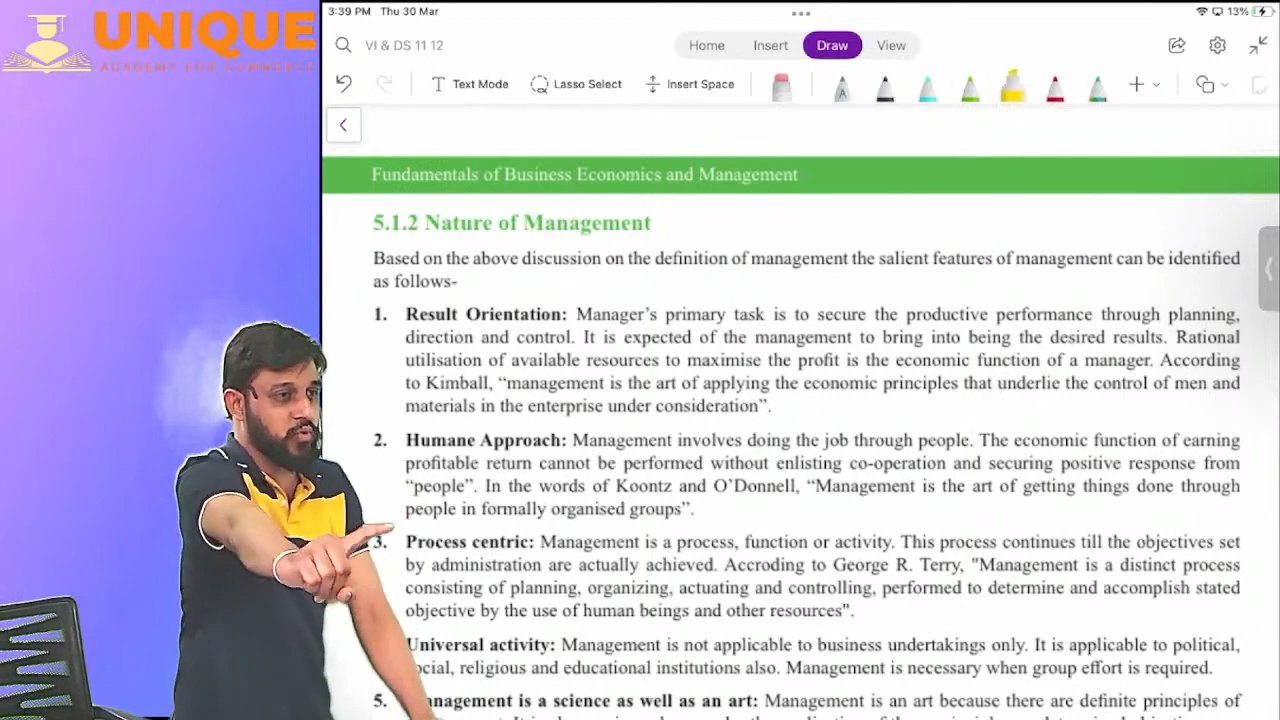 UNIQUE
ACADEMY FOR COMMERCE
3:39 PM Thu 30 Mar
13%
VI & DS 11 12
Home Insert Draw View
Text Mode Lasso Select Insert Space
Fundamentals of Business Economics and Management
5.1.2 Nature of Management
Based on the above discussion on the definition of management the salient features of management can be identified
as follows-
1. Result Orientation: Manager's primary task is to secure the productive performance through planning,
direction and control. It is expected of the management to bring into being the desired results. Rational
utilisation of available resources to maximise the profit is the economic function of a manager. According
to Kimball, “management is the art of applying the economic principles that underlie the control of men and
materials in the enterprise under consideration”.
2. Humane Approach: Management involves doing the job through people. The economic function of earning
profitable return cannot be performed without enlisting co-operation and securing positive response from
“people”. In the words of Koontz and O’Donnell, “Management is the art of getting things done through
people in formally organised groups”.
3. Process centric: Management is a process, function or activity. This process continues till the objectives set
by administration are actually achieved. Accroding to George R. Terry, "Management is a distinct process
consisting of planning, organizing, actuating and controlling, performed to determine and accomplish stated
objective by the use of human beings and other resources".
Universal activity: Management is not applicable to business undertakings only. It is applicable to political,
ocial, religious and educational institutions also. Management is necessary when group effort is required.
5. nagement is a science as well as an art: Management is an art because there are definite principles of